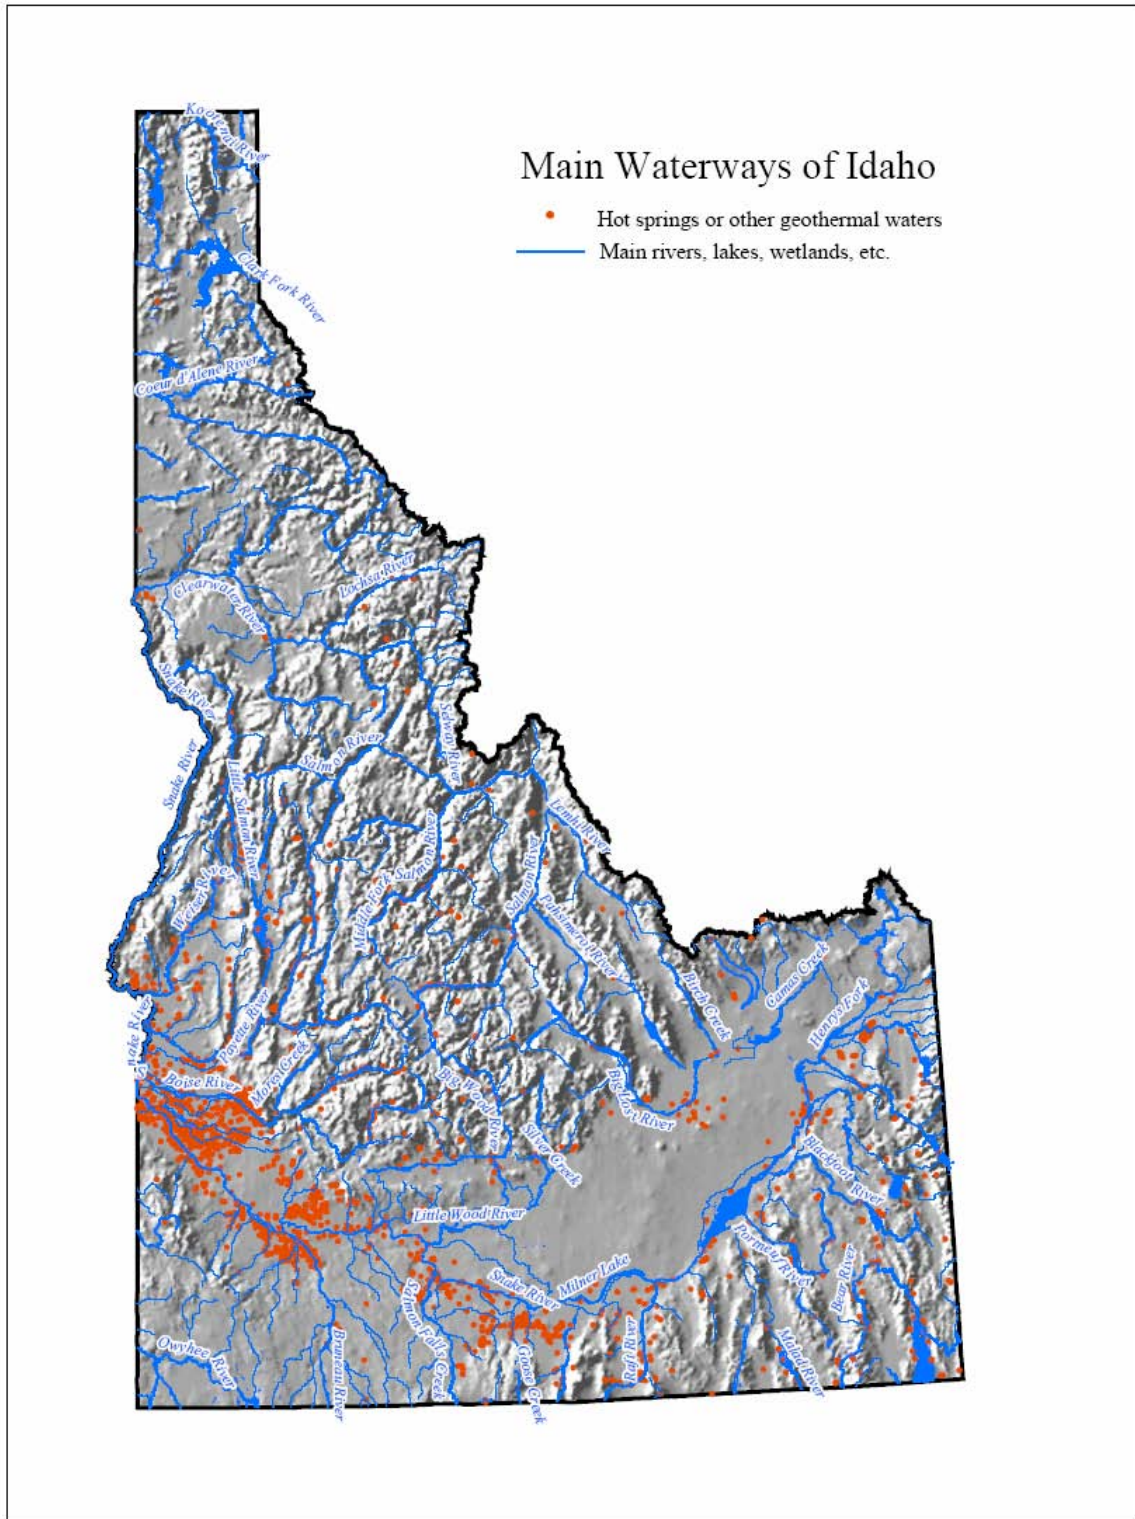 Main Waterways of Idaho
Hot springs or other geothermal waters
Main rivers, lakes, wetlands, etc.
Kootenai River
Clark Fork River
Coeur d'Alene River
Lochsa River
Clearwater River
Snake River
Selway River
Salmon River
Snake River
Little Salmon River
Lemhi River
Middle Fork Salmon River
Salmon River
Weiser River
Pahsimeroi River
Birch Creek
Camas Creek
Henrys Fork
Snake River
Payette River
Boise River
Mores Creek
Big Wood River
Big Lost River
Silver Creek
Blackfoot River
Little Wood River
Portneuf River
Bear River
Snake River
Milner Lake
Salmon Falls Creek
Goose Creek
Raft River
Malad River
Owyhee River
Bruneau River